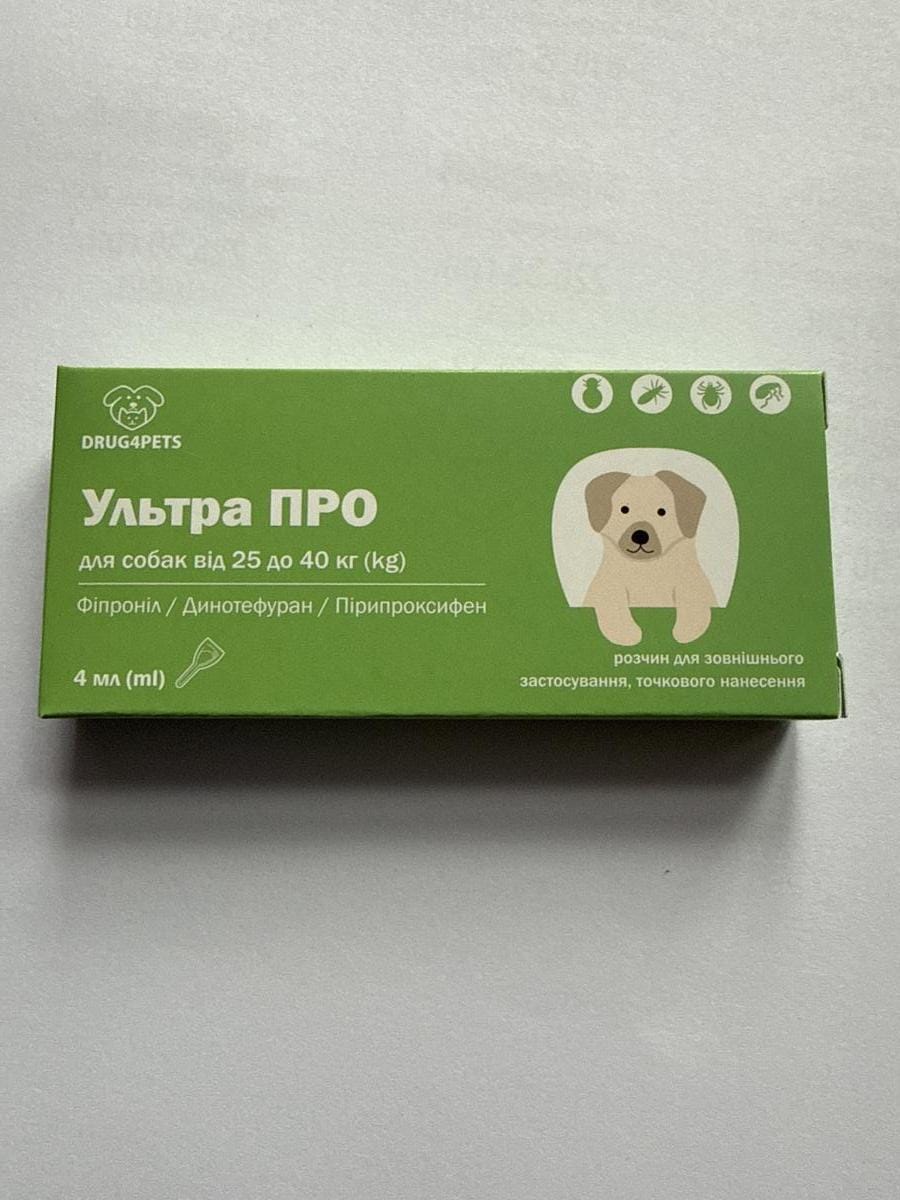 DRUG4PETS
Ультра ПРО
для собак від 25 до 40 кг (kg)
Фіпроніл / Динотефуран / Пірипроксифен
4 мл (ml)
розчин для зовнішнього
застосування, точкового нанесення